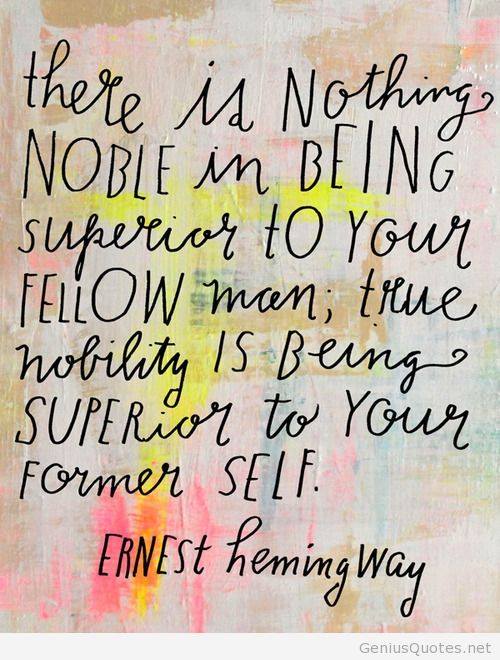 there is Nothing
NOBLE in BEING
superior tO YOUR
FELLOW man; true
nobility IS Being
SUPERior to YOUR
Former SELF.
ERNEST hemingWay
GeniusQuotes.net